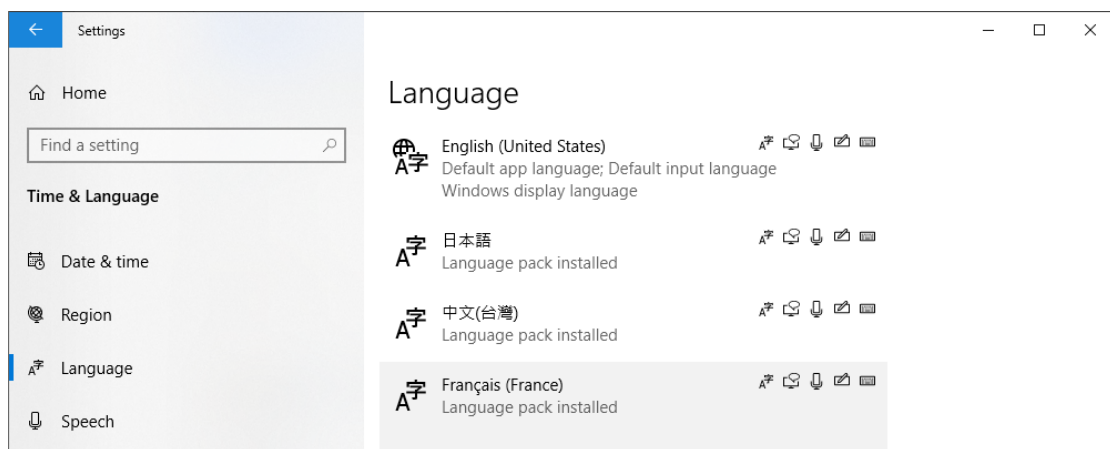 Settings
Home
Find a setting
Time & Language
Date & time
Region
Language
Speech
Language
English (United States)
Default app language; Default input language
Windows display language
日本語
Language pack installed
中文(台灣)
Language pack installed
Français (France)
Language pack installed